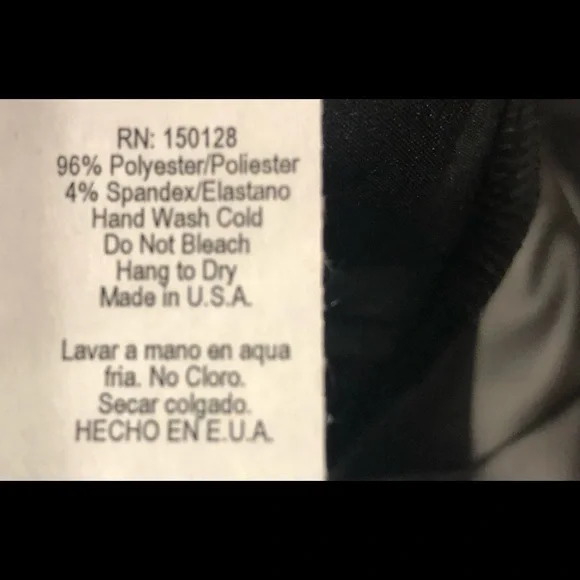 RN: 150128
96% Polyester/Poliester
4% Spandex/Elastano
Hand Wash Cold
Do Not Bleach
Hang to Dry
Made in U.S.A.
Lavar a mano en aqua
fria. No Cloro.
Secar colgado.
HECHO EN E.U.A.